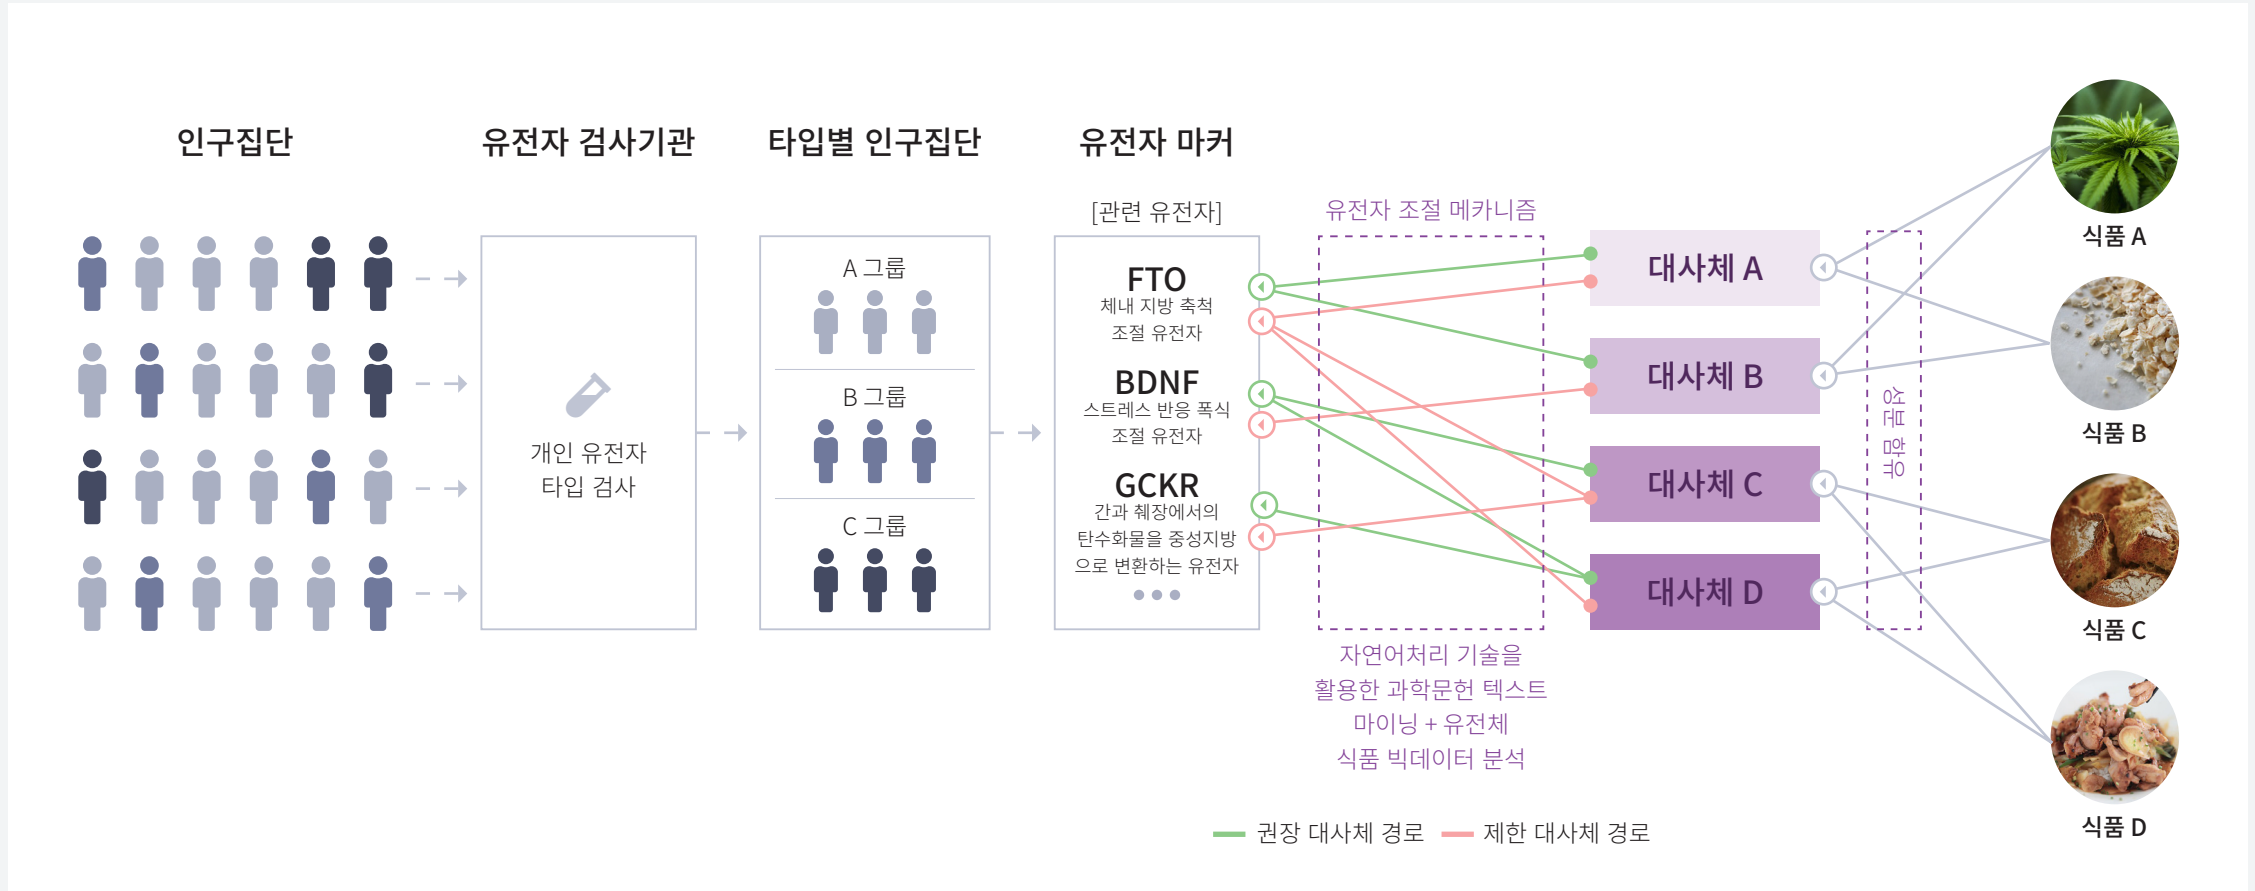 인구집단
유전자 검사기관
개인 유전자
타입 검사
타입별 인구집단
A 그룹
B 그룹
C 그룹
유전자 마커
[관련 유전자]
FTO
체내 지방 축척
조절 유전자
BDNF
스트레스 반응 폭식
조절 유전자
GCKR
간과 췌장에서의
탄수화물을 중성지방
으로 변환하는 유전자
유전자 조절 메카니즘
자연어처리 기술을
활용한 과학문헌 텍스트
마이닝 + 유전체
식품 빅데이터 분석
대사체 A
대사체 B
대사체 C
대사체 D
성분 함유
식품 A
식품 B
식품 C
식품 D
권장 대사체 경로
제한 대사체 경로